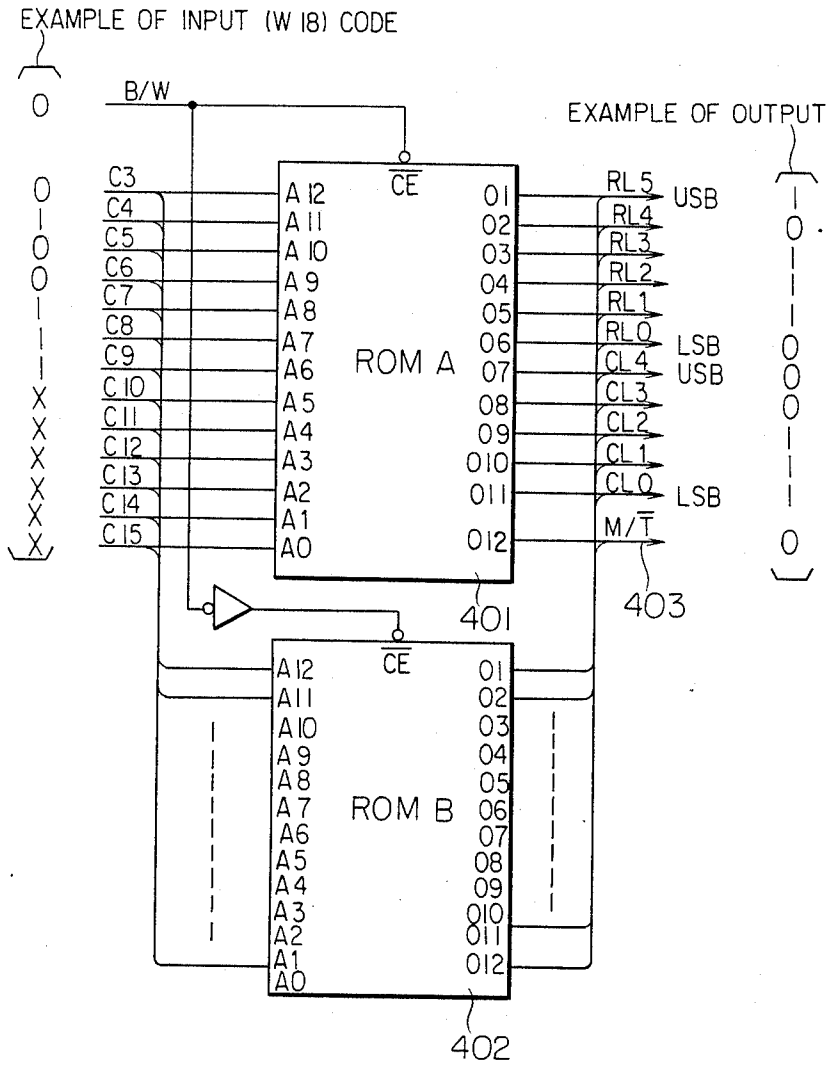 EXAMPLE OF INPUT (W 18) CODE
EXAMPLE OF OUTPUT
0 B/W
CE
0 C3 A12 O1 RL5 USB 1
1 C4 A11 O2 RL4 0
0 C5 A10 O3 RL3 1
0 C6 A9 O4 RL2 1
1 C7 A8 O5 RL1 1
1 C8 A7 O6 RL0 LSB 0
1 C9 A6 O7 CL4 USB 0
X C10 A5 O8 CL3 0
X C11 A4 O9 CL2 1
X C12 A3 O10 CL1 1
X C13 A2 O11 CL0 LSB 1
X C14 A1
X C15 A0 O12 M/T 0
ROM A
401
403
CE
A12 O1
A11 O2
A10 O3
A9 O4
A8 O5
A7 O6
A6 O7
A5 O8
A4 O9
A3 O10
A2 O11
A1 O12
A0
ROM B
402